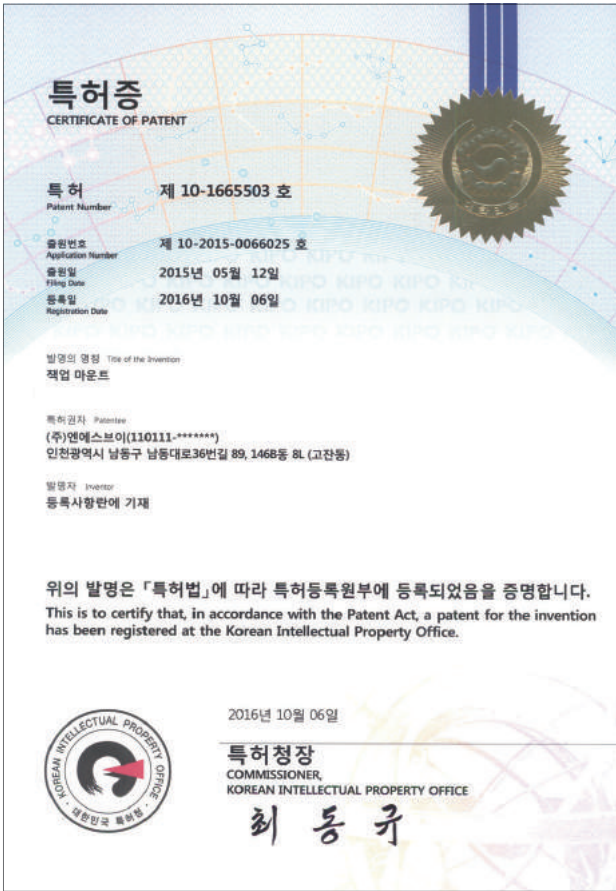 특허증
CERTIFICATE OF PATENT
특허 제 10-1665503 호
Patent Number
출원번호 제 10-2015-0066025 호
Application Number
출원일 2015년 05월 12일
Filing Date
등록일 2016년 10월 06일
Registration Date
KIPO KIPO KIPO KIPO KIPO
발명의 명칭 Title of the Invention
잭업 마운트
특허권자 Patentee
(주)엔에스브이(110111-*******)
인천광역시 남동구 남동대로36번길 89, 146B동 8L (고잔동)
발명자 Inventor
등록사항란에 기재
위의 발명은 「특허법」에 따라 특허등록원부에 등록되었음을 증명합니다.
This is to certify that, in accordance with the Patent Act, a patent for the invention
has been registered at the Korean Intellectual Property Office.
2016년 10월 06일
특허청장
COMMISSIONER,
KOREAN INTELLECTUAL PROPERTY OFFICE
최동규
KOREAN INTELLECTUAL PROPERTY OFFICE
대한민국 특허청